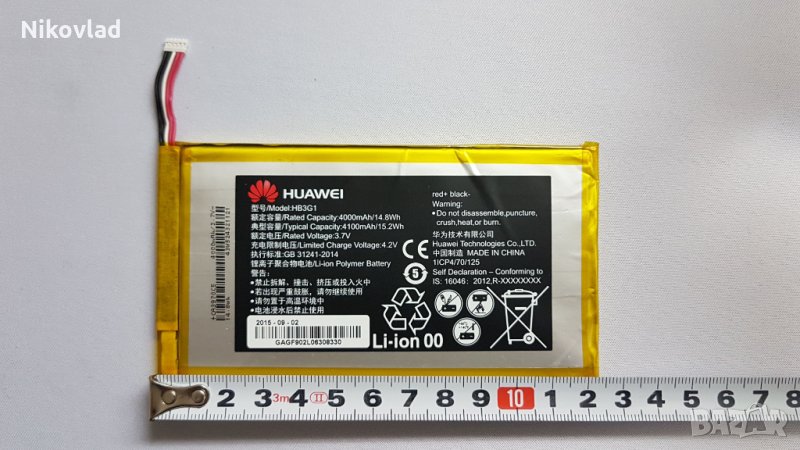 Nikovlad
HUAWEI
型号/Model:HB3G1
额定容量/Rated Capacity:4000mAh/14.8Wh
典型容量/Typical Capacity:4100mAh/15.2Wh
额定电压/Rated Voltage:3.7V
充电限制电压/Limited Charge Voltage:4.2V
执行标准:GB 31241-2014
锂离子聚合物电池/Li-ion Polymer Battery
•禁止拆卸、撞击、挤压或投入火中
•若出现严重鼓胀,请勿继续使用
•请勿置于高温环境中
•电池浸水后禁止使用
2015 - 09 - 02
GAGF902L06308330
red+ black-
Warning:
•Do not disassemble,puncture,
crush,heat,or burn.
华为技术有限公司
Huawei Technologies Co.,LTD.
中国制造 MADE IN CHINA
1ICP4/70/125
Self Declaration – Conforming to
IS: 16046 : 2012,R-XXXXXXXX
5
Li-ion 00
2 3 3m 4 5 6 7 8 9 10 1 2 3 4 5 6
BAZAR